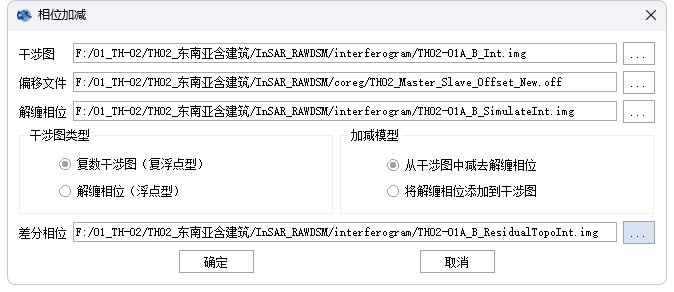 相位加减
干涉图 F:/01_TH-02/TH02_东南亚含建筑/InSAR_RAWDSM/interferogram/TH02-01A_B_Int.img ...
偏移文件 F:/01_TH-02/TH02_东南亚含建筑/InSAR_RAWDSM/coreg/TH02_Master_Slave_Offset_New.off ...
解缠相位 F:/01_TH-02/TH02_东南亚含建筑/InSAR_RAWDSM/interferogram/TH02-01A_B_SimulateInt.img ...
干涉图类型 加减模型
复数干涉图（复浮点型） 从干涉图中减去解缠相位
解缠相位（浮点型） 将解缠相位添加到干涉图
差分相位 F:/01_TH-02/TH02_东南亚含建筑/InSAR_RAWDSM/interferogram/TH02-01A_B_ResidualTopoInt.img ...
确定 取消